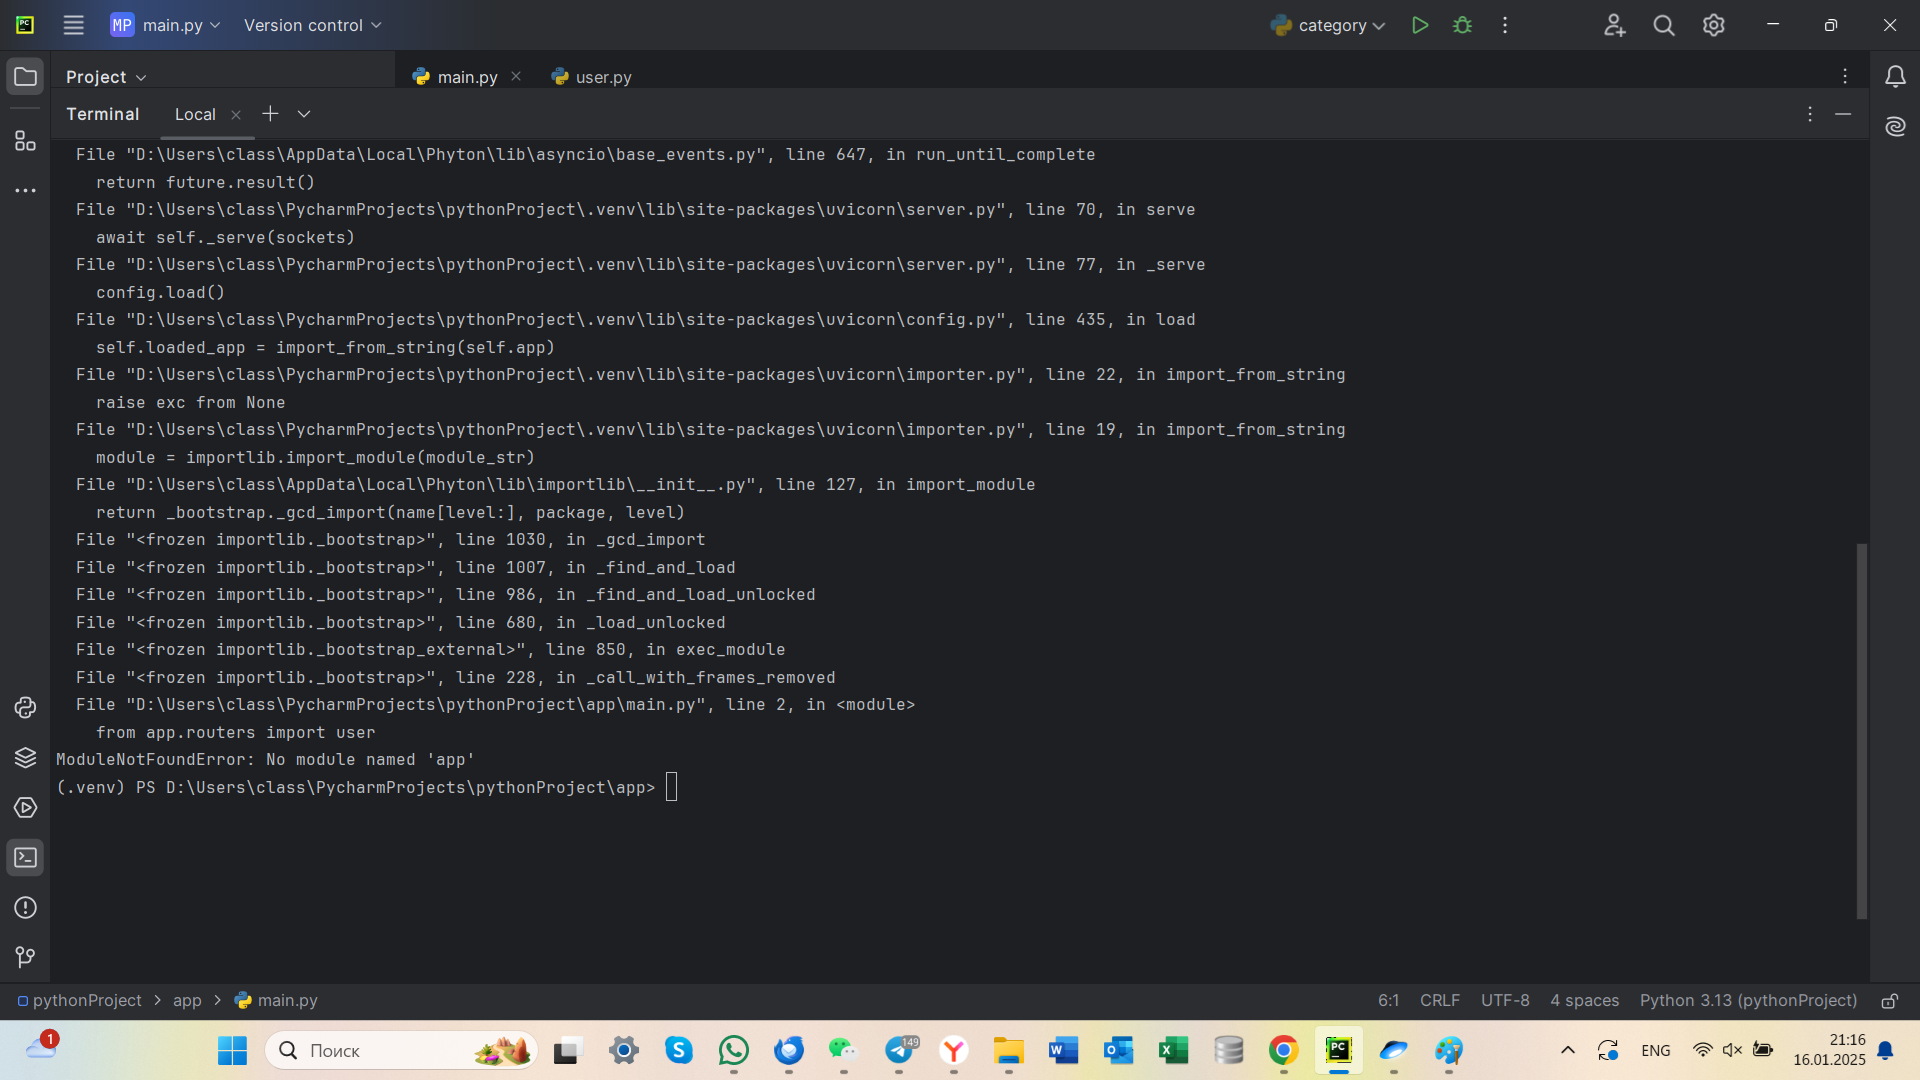 PC
MP main.py
Version control
category
Project
main.py
user.py
Terminal
Local
File "D:\Users\class\AppData\Local\Phyton\lib\asyncio\base_events.py", line 647, in run_until_complete
return future.result()
File "D:\Users\class\PycharmProjects\pythonProject\.venv\lib\site-packages\uvicorn\server.py", line 70, in serve
await self._serve(sockets)
File "D:\Users\class\PycharmProjects\pythonProject\.venv\lib\site-packages\uvicorn\server.py", line 77, in _serve
config.load()
File "D:\Users\class\PycharmProjects\pythonProject\.venv\lib\site-packages\uvicorn\config.py", line 435, in load
self.loaded_app = import_from_string(self.app)
File "D:\Users\class\PycharmProjects\pythonProject\.venv\lib\site-packages\uvicorn\importer.py", line 22, in import_from_string
raise exc from None
File "D:\Users\class\PycharmProjects\pythonProject\.venv\lib\site-packages\uvicorn\importer.py", line 19, in import_from_string
module = importlib.import_module(module_str)
File "D:\Users\class\AppData\Local\Phyton\lib\importlib\__init__.py", line 127, in import_module
return _bootstrap._gcd_import(name[level:], package, level)
File "<frozen importlib._bootstrap>", line 1030, in _gcd_import
File "<frozen importlib._bootstrap>", line 1007, in _find_and_load
File "<frozen importlib._bootstrap>", line 986, in _find_and_load_unlocked
File "<frozen importlib._bootstrap>", line 680, in _load_unlocked
File "<frozen importlib._bootstrap_external>", line 850, in exec_module
File "<frozen importlib._bootstrap>", line 228, in _call_with_frames_removed
File "D:\Users\class\PycharmProjects\pythonProject\app\main.py", line 2, in <module>
from app.routers import user
ModuleNotFoundError: No module named 'app'
(.venv) PS D:\Users\class\PycharmProjects\pythonProject\app>
pythonProject > app > main.py
6:1 CRLF UTF-8 4 spaces Python 3.13 (pythonProject)
1
Поиск
149
PC
ENG
21:16
16.01.2025